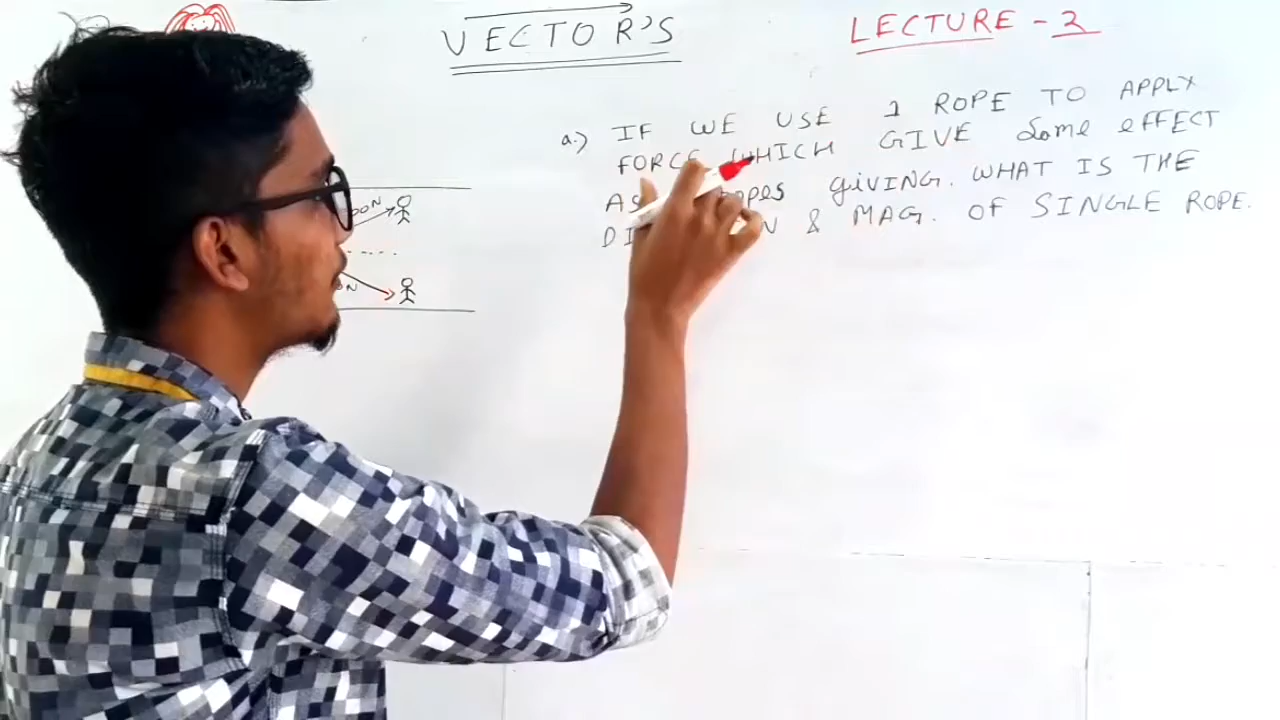 VECTOR'S
LECTURE - 2
a.) IF WE USE 1 ROPE TO APPLY
FORCE WHICH GIVE Same effECT
AS giVING. WHAT IS THE
& MAG. OF SINGLE ROPE.